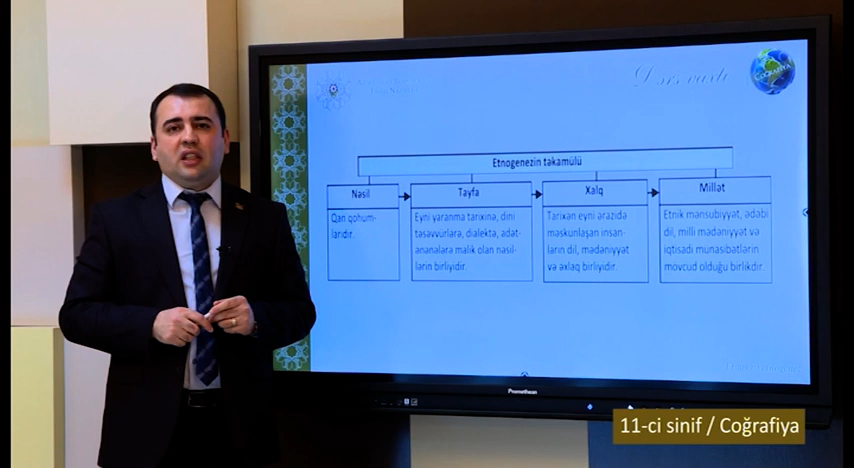 Dərs vaxtı
COĞRAFİYA
Etnogenezin təkamülü
Nəsil
Qan qohum-
larıdır.
Tayfa
Eyni yaranma tarixinə, dini
təsəvvürlərə, dialektə, adət-
ənənələrə malik olan nəsil-
lərin birliyidir.
Xalq
Tarixən eyni ərazidə
məskunlaşan insan-
ların dil, mədəniyyət
və əxlaq birliyidir.
Millət
Etnik mənsubiyyət, ədəbi
dil, milli mədəniyyət və
iqtisadi münasibətlərin
mövcud olduğu birlikdir.
Promethean
11-ci sinif / Coğrafiya